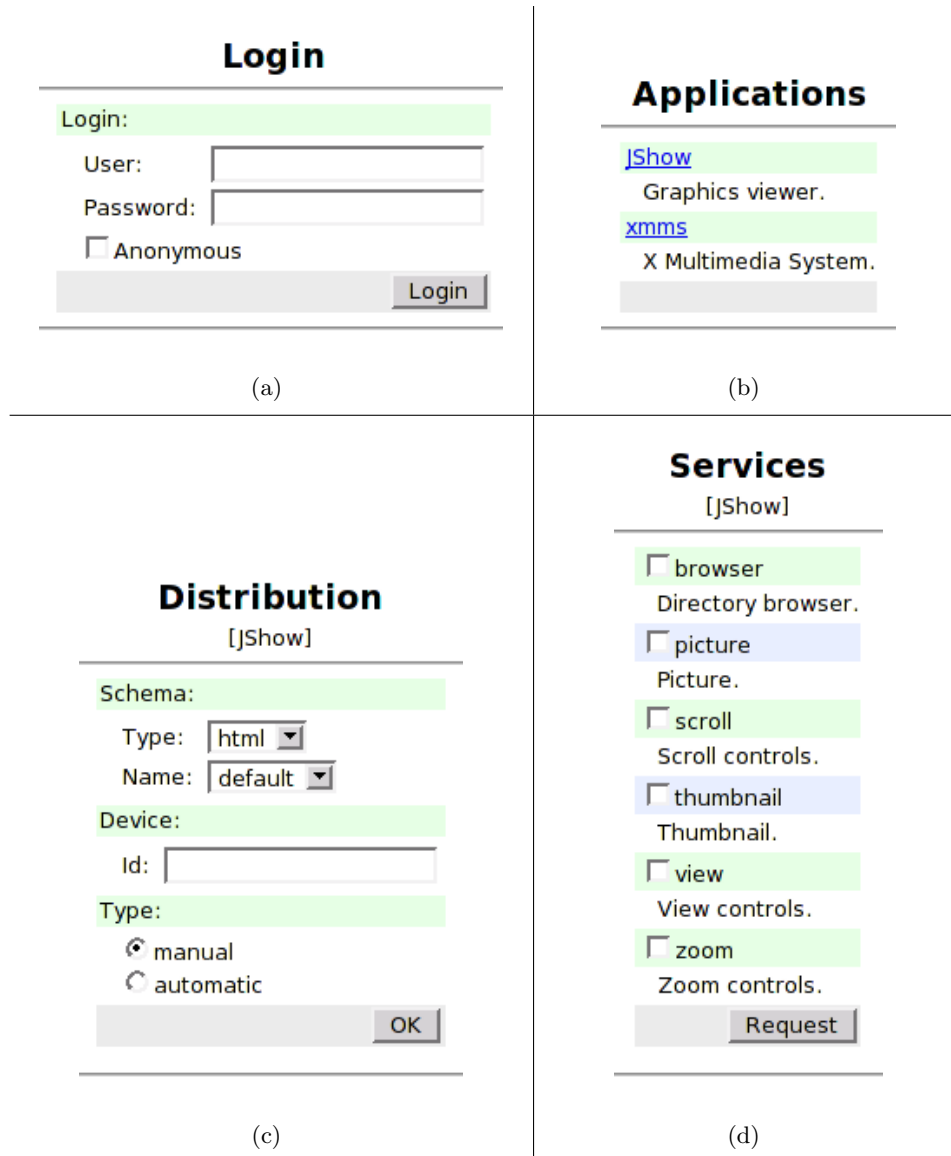 Login
Login:
User:
Password:
Anonymous
Login
(a)
Applications
JShow
Graphics viewer.
xmms
X Multimedia System.
(b)
Distribution
[JShow]
Schema:
Type: html
Name: default
Device:
Id:
Type:
manual
automatic
OK
(c)
Services
[JShow]
browser
Directory browser.
picture
Picture.
scroll
Scroll controls.
thumbnail
Thumbnail.
view
View controls.
zoom
Zoom controls.
Request
(d)